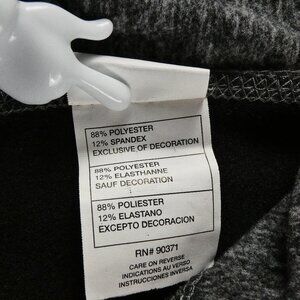 88% POLYESTER
12% SPANDEX
EXCLUSIVE OF DECORATION
88% POLYESTER
12% ELASTHANNE
SAUF DECORATION
88% POLIESTER
12% ELASTANO
EXCEPTO DECORACION
RN# 90371
CARE ON REVERSE
INDICATIONS AU VERSO
INSTRUCCIONES INVERSA